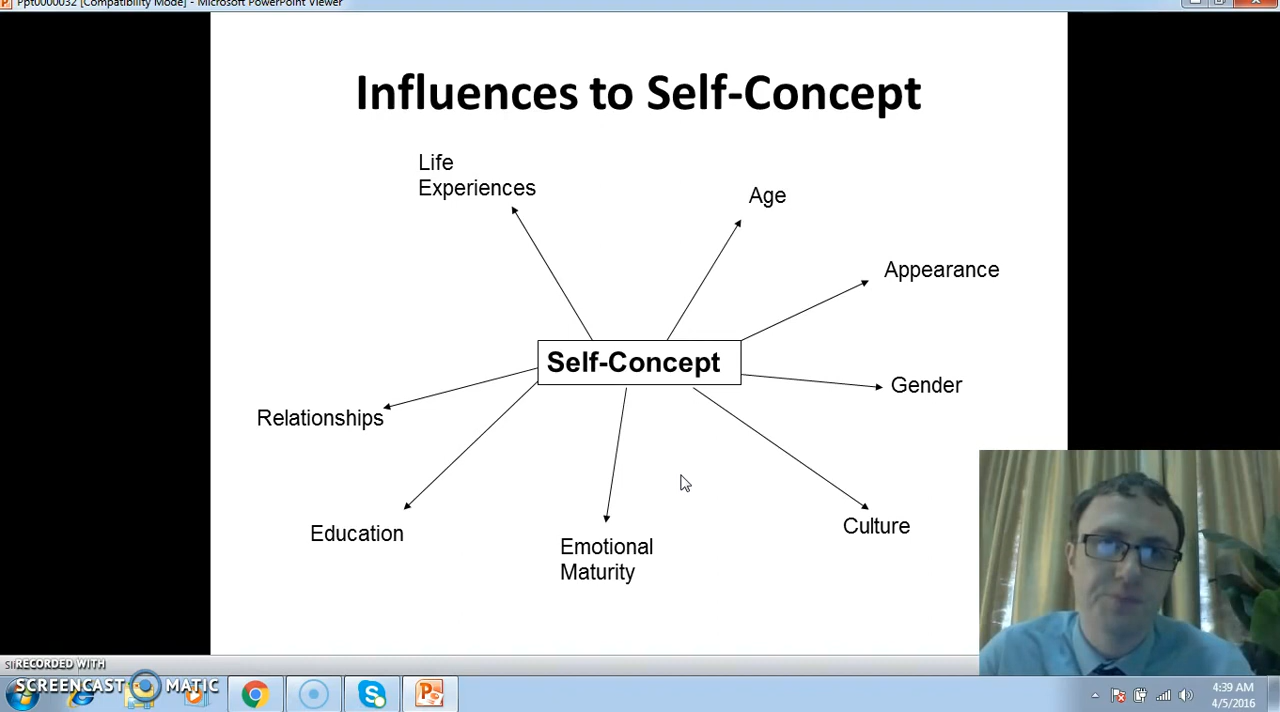 Ppt0000032 [Compatibility Mode] - Microsoft PowerPoint Viewer
Influences to Self-Concept
Life
Experiences
Age
Appearance
Self-Concept
Gender
Relationships
Education
Emotional
Maturity
Culture
RECORDED WITH
SCREENCAST MATIC
4:39 AM
4/5/2016